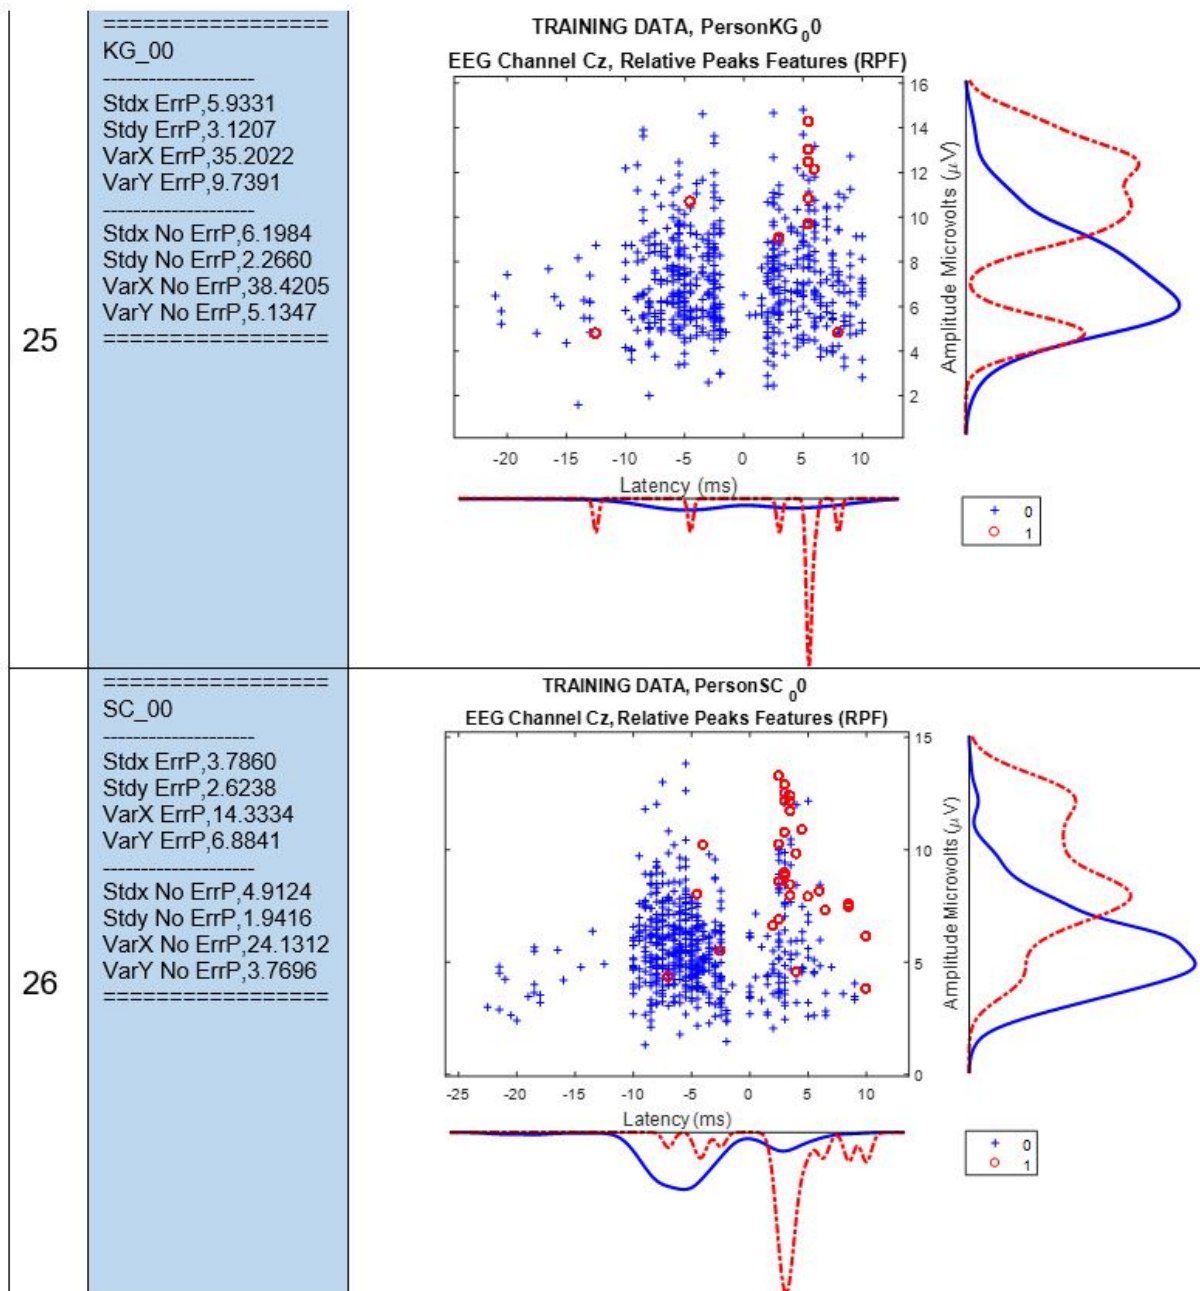 25
==================
KG_00
--------------------
Stdx ErrP,5.9331
Stdy ErrP,3.1207
VarX ErrP,35.2022
VarY ErrP,9.7391
--------------------
Stdx No ErrP,6.1984
Stdy No ErrP,2.2660
VarX No ErrP,38.4205
VarY No ErrP,5.1347
==================
TRAINING DATA, PersonKG₀0
EEG Channel Cz, Relative Peaks Features (RPF)
16
14
12
10
8
6
4
2
Amplitude Microvolts (μV)
-20 -15 -10 -5 0 5 10
Latency (ms)
+ 0
o 1
26
==================
SC_00
--------------------
Stdx ErrP,3.7860
Stdy ErrP,2.6238
VarX ErrP,14.3334
VarY ErrP,6.8841
--------------------
Stdx No ErrP,4.9124
Stdy No ErrP,1.9416
VarX No ErrP,24.1312
VarY No ErrP,3.7696
==================
TRAINING DATA, PersonSC ₀0
EEG Channel Cz, Relative Peaks Features (RPF)
15
10
5
0
Amplitude Microvolts (μV)
-25 -20 -15 -10 -5 0 5 10
Latency (ms)
+ 0
o 1